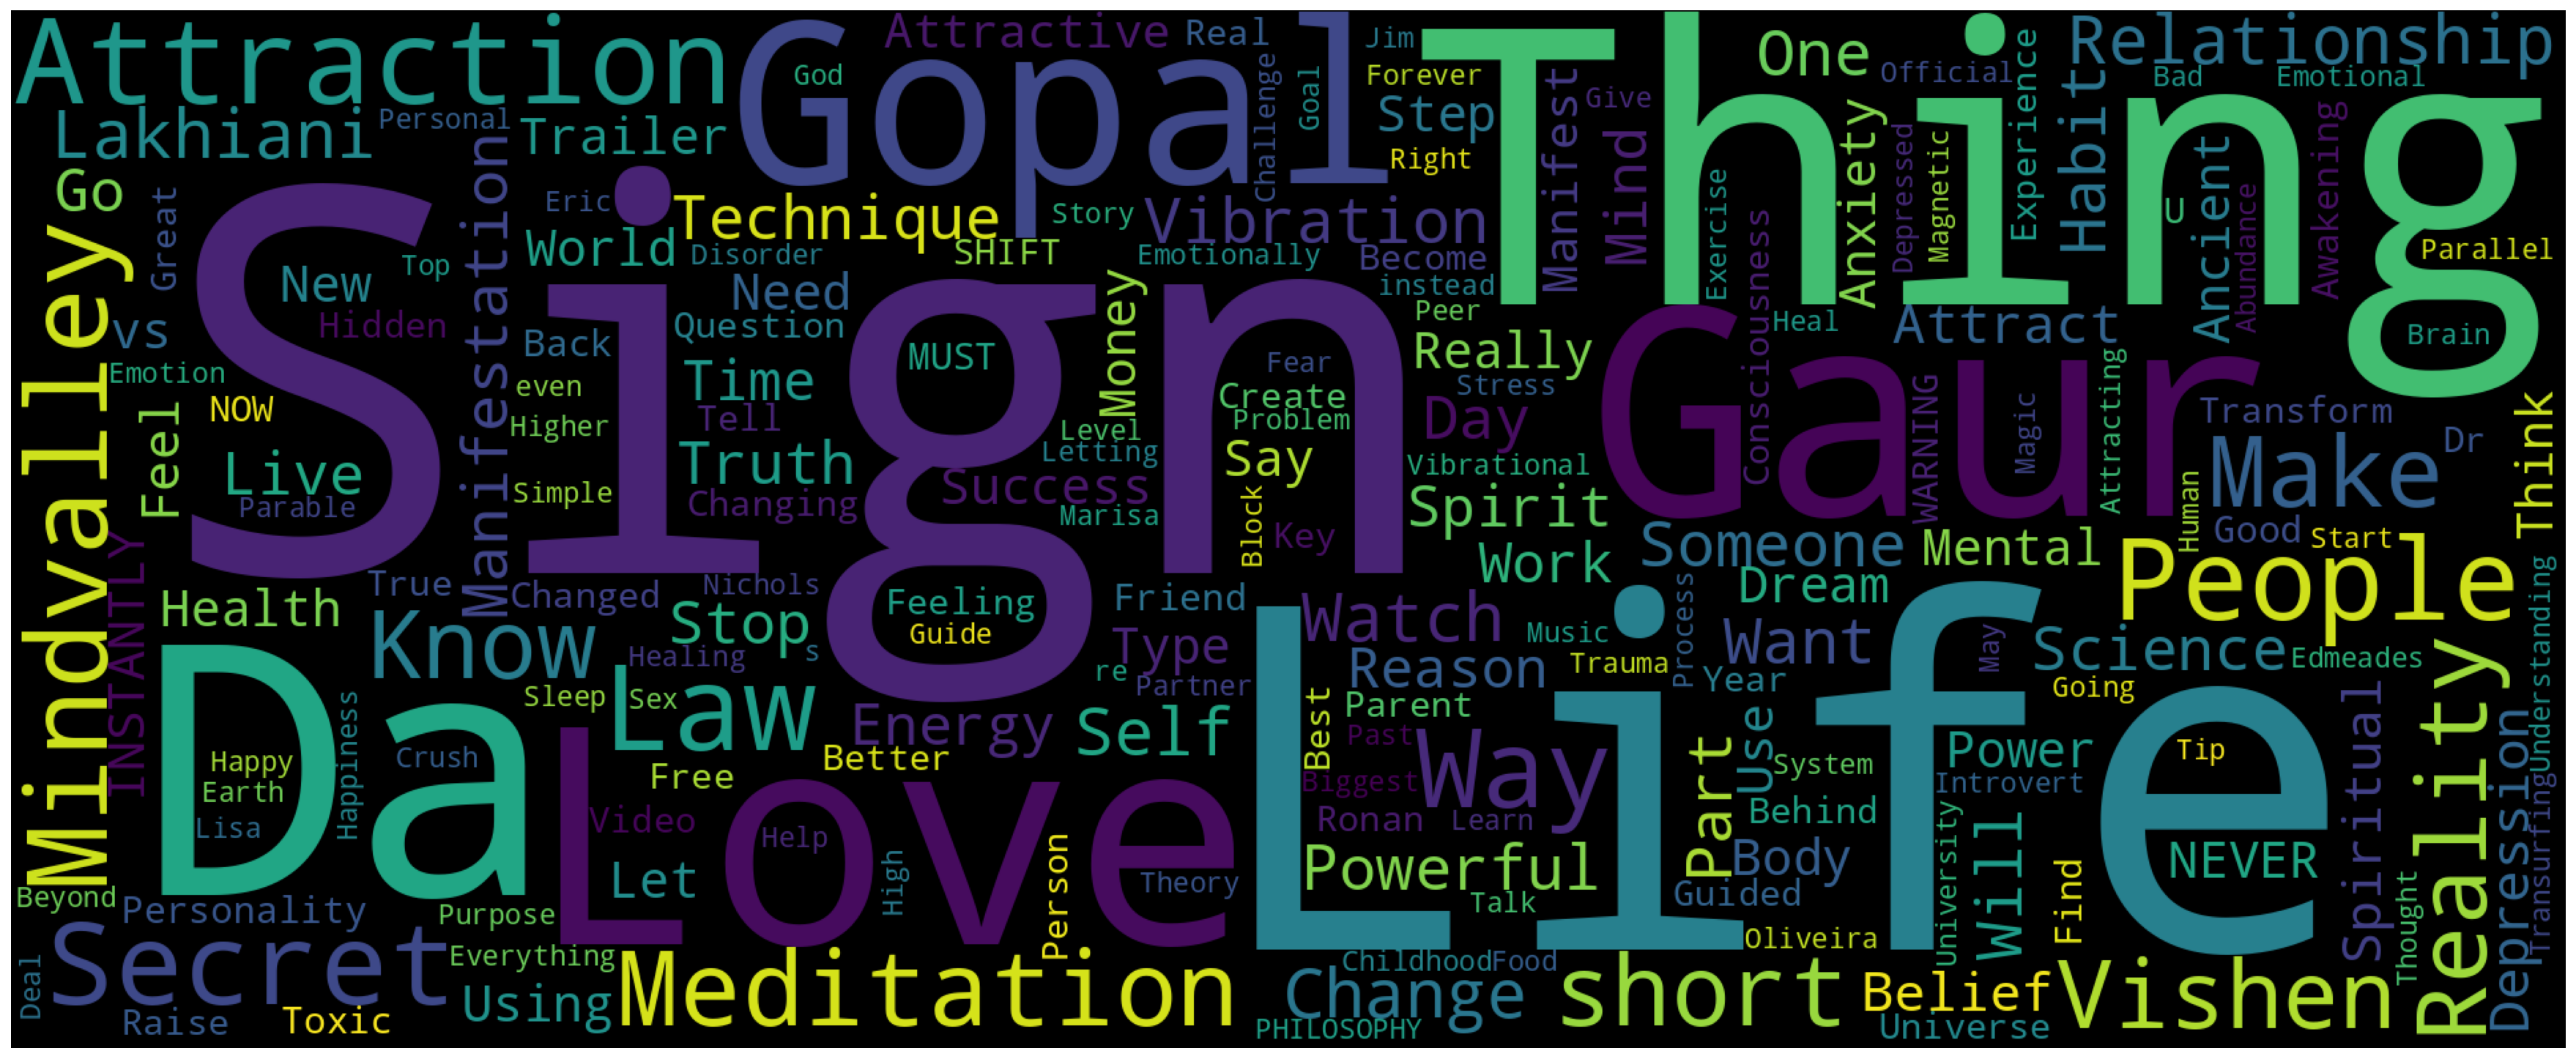 Attraction
Gopal
Thing
Sign
Gaur
Life
Love
Da
Mindvalley
Attractive
Real
Jim
One
Official
Experience
Relationship
God
Challenge
Goal
Forever
Give
Bad
Emotional
Lakhiani
Personal
Trailer
Step
Manifest
Mind
Anxiety
Depressed
Magnetic
Habit
Ancient
Awakening
Right
Exercise
Go
Great
Manifestation
Eric
Technique
Story
Vibration
Consciousness
U
Abundance
Parallel
World
Disorder
SHIFT
Emotionally
Become
New
Top
Need
Money
instead
Hidden
Question
Peer
Heal
Attract
Brain
vs
Back
MUST
Fear
Really
Emotion
even
Time
Create
Stress
WARNING
Magic
Attracting
Transform
Think
Feel
NOW
Higher
Tell
Level
Problem
Day
Dr
Live
Truth
Letting
Say
Vibrational
Make
Parable
Simple
Changing
Success
Marisa
Block
Key
Spirit
Human
Good
Start
INSTANTLY
Someone
Mental
People
Health
True
Changed
Nichols
Work
Dream
Know
Stop
Feeling
Guide
Friend
Watch
Process
Understanding
Healing
s
Type
Music
Want
May
Science
Edmeades
Sleep
Sex
Law
re
Partner
Reason
Trauma
Year
Going
Spiritual
Reality
Energy
Self
Best
Parent
Past
Way
Part
Use
Power
Tip
Depression
Happy
Happiness
Crush
Free
Better
Biggest
System
Introvert
Earth
Lisa
Video
Help
Ronan
Learn
Behind
University
Will
Let
High
Person
Theory
Powerful
Body
NEVER
Beyond
Personality
Purpose
Talk
Guided
Find
Thought
Transurfing
Secret
Everything
Oliveira
Deal
Meditation
Childhood
Food
Change
short
Belief
Vishen
Raise
Toxic
Using
PHILOSOPHY
Universe